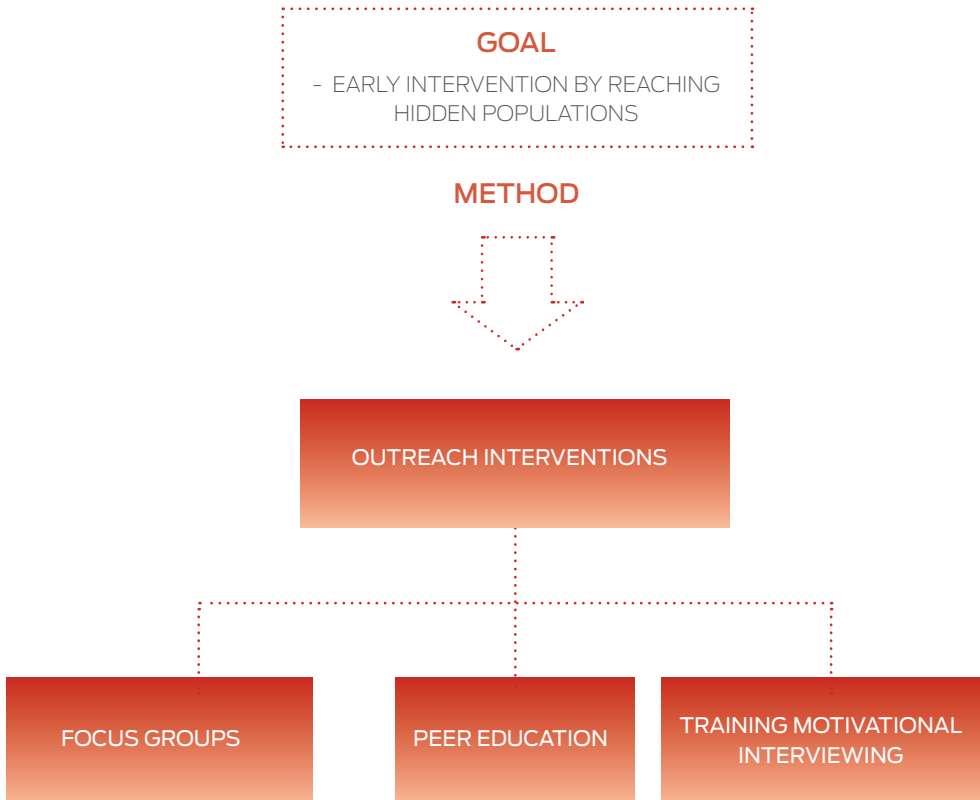 GOAL
- EARLY INTERVENTION BY REACHING
HIDDEN POPULATIONS
METHOD
OUTREACH INTERVENTIONS
FOCUS GROUPS
PEER EDUCATION
TRAINING MOTIVATIONAL
INTERVIEWING